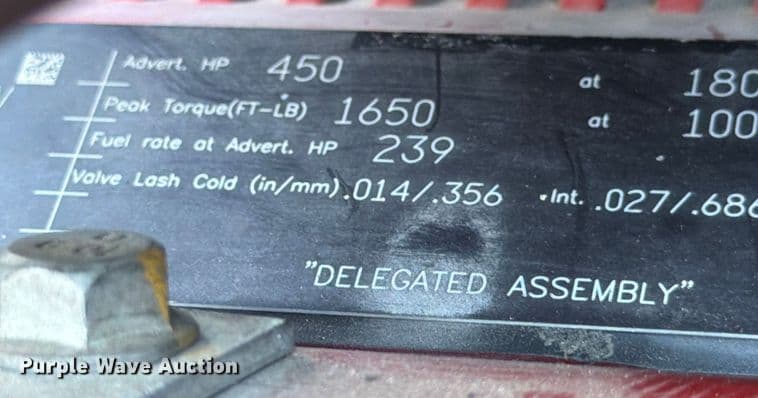 Advert. HP 450 at 180
Peak Torque(FT-LB) 1650 at 100
Fuel rate at Advert. HP 239
Valve Lash Cold (in/mm) .014/.356 Int. .027/.686
"DELEGATED ASSEMBLY"
Purple Wave Auction